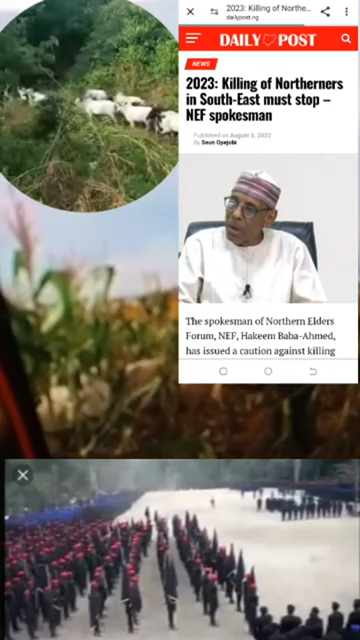 2023: Killing of Northe...
dailypost.ng
DAILY POST
NEWS
2023: Killing of Northerners
in South-East must stop –
NEF spokesman
Published on August 5, 2022
By Seun Opejobi
The spokesman of Northern Elders
Forum, NEF, Hakeem Baba-Ahmed,
has issued a caution against killing